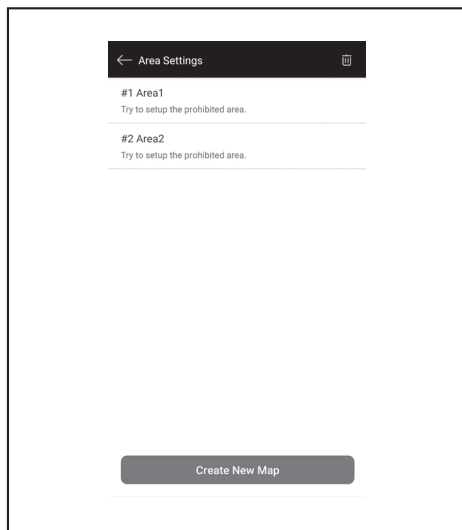 Area Settings
#1 Area1
Try to setup the prohibited area.
#2 Area2
Try to setup the prohibited area.
Create New Map